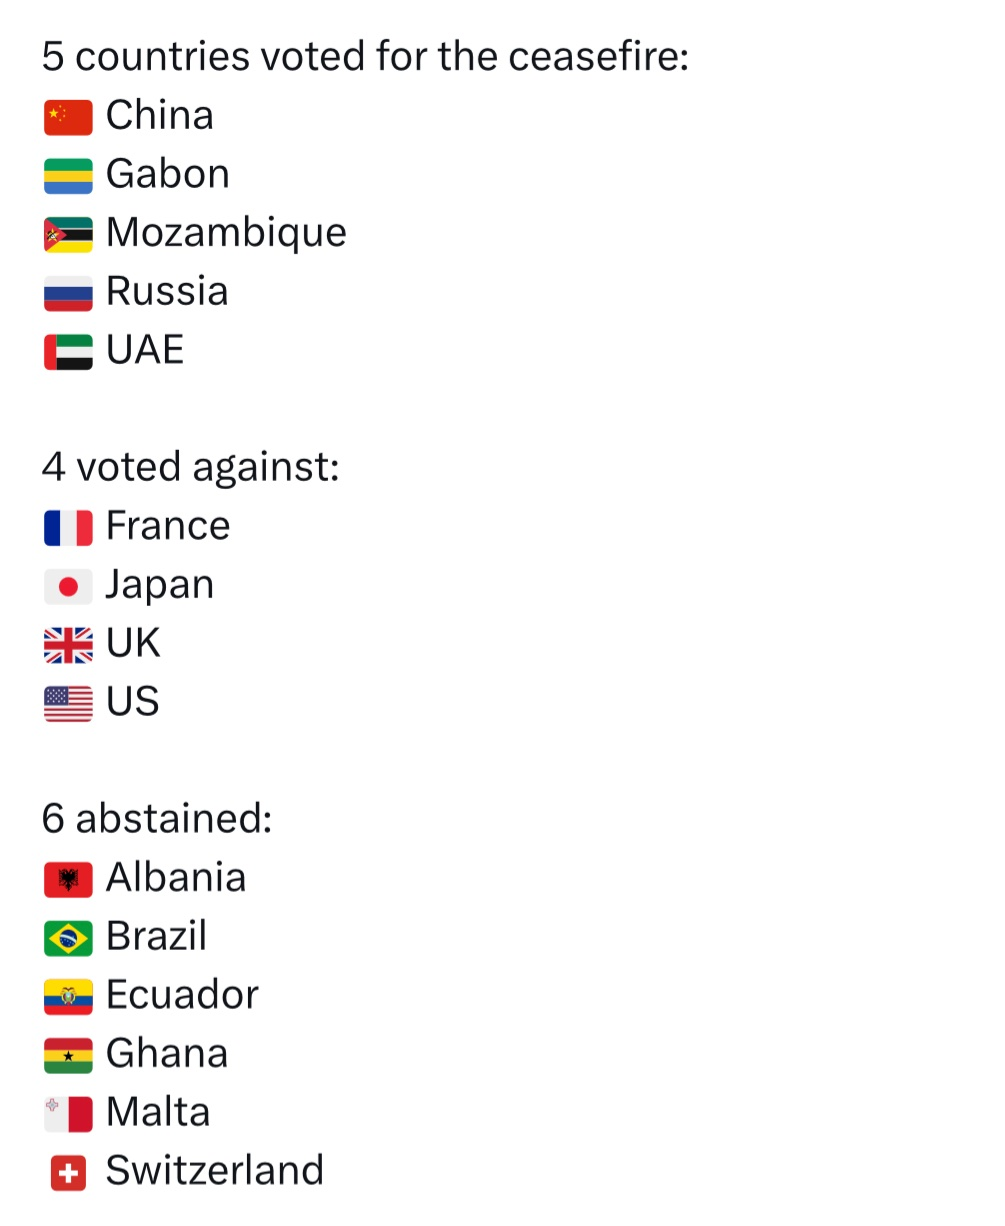 5 countries voted for the ceasefire:
🇨🇳 China
🇬🇦 Gabon
🇲🇿 Mozambique
🇷🇺 Russia
🇦🇪 UAE
4 voted against:
🇫🇷 France
🇯🇵 Japan
🇬🇧 UK
🇺🇸 US
6 abstained:
🇦🇱 Albania
🇧🇷 Brazil
🇪🇨 Ecuador
🇬🇭 Ghana
🇲🇹 Malta
🇨🇭 Switzerland